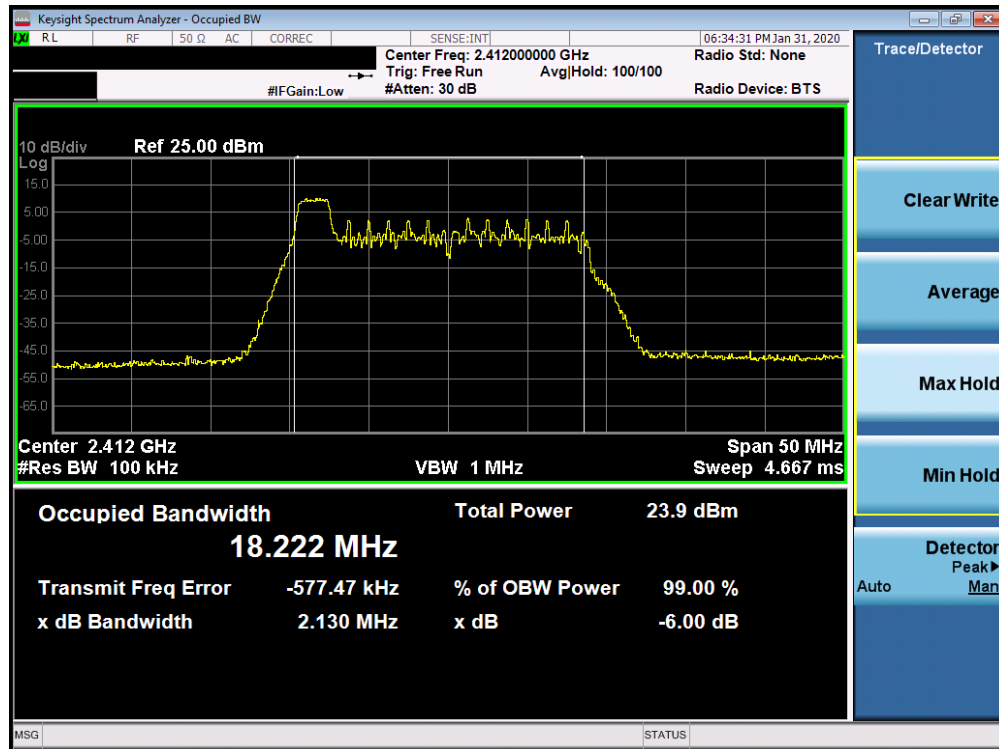 Keysight Spectrum Analyzer - Occupied BW
LXI RL RF 50 Ω AC CORREC SENSE:INT 06:34:31 PM Jan 31, 2020
Center Freq: 2.412000000 GHz Radio Std: None
Trig: Free Run Avg|Hold: 100/100
#IFGain:Low #Atten: 30 dB Radio Device: BTS
10 dB/div Ref 25.00 dBm
Log
15.0
5.00
-5.00
-15.0
-25.0
-35.0
-45.0
-55.0
-65.0
Center 2.412 GHz Span 50 MHz
#Res BW 100 kHz VBW 1 MHz Sweep 4.667 ms
Occupied Bandwidth Total Power 23.9 dBm
18.222 MHz
Transmit Freq Error -577.47 kHz % of OBW Power 99.00 %
x dB Bandwidth 2.130 MHz x dB -6.00 dB
MSG STATUS
Trace/Detector
Clear Write
Average
Max Hold
Min Hold
Detector
Peak▶
Auto Man